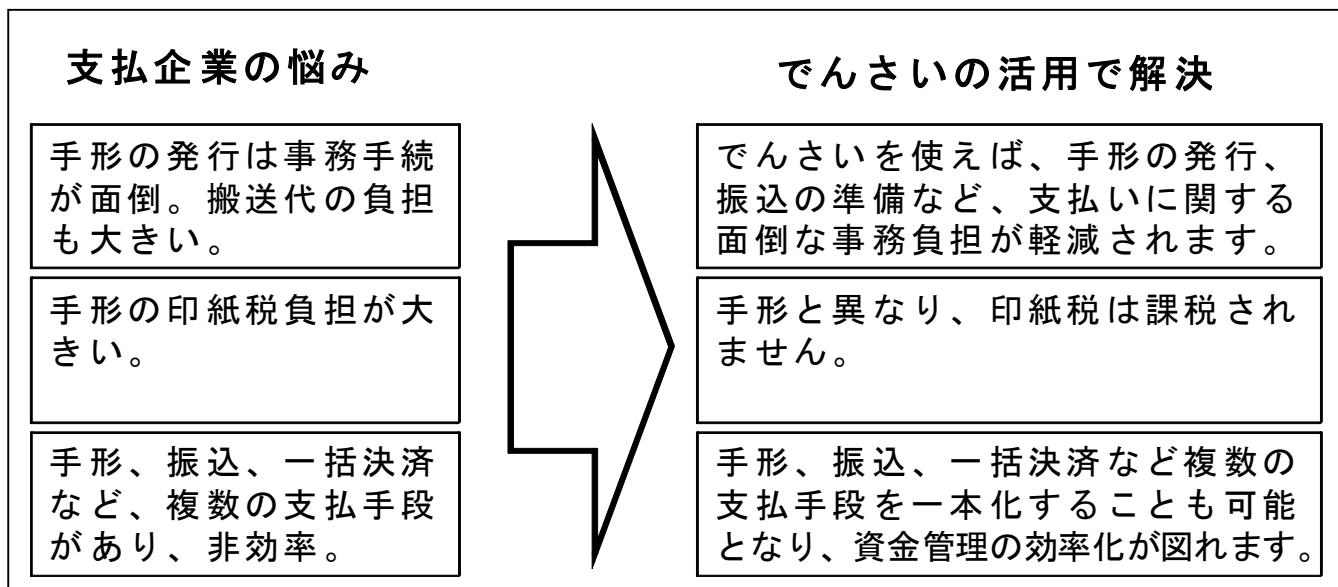 支払企業の悩み
でんさいの活用で解決
手形の発行は事務手続
が面倒。搬送代の負担
も大きい。
でんさいを使えば、手形の発行、
振込の準備など、支払いに関する
面倒な事務負担が軽減されます。
手形の印紙税負担が大
きい。
手形と異なり、印紙税は課税され
ません。
手形、振込、一括決済
など、複数の支払手段
があり、非効率。
手形、振込、一括決済など複数の
支払手段を一本化することも可能
となり、資金管理の効率化が図れます。